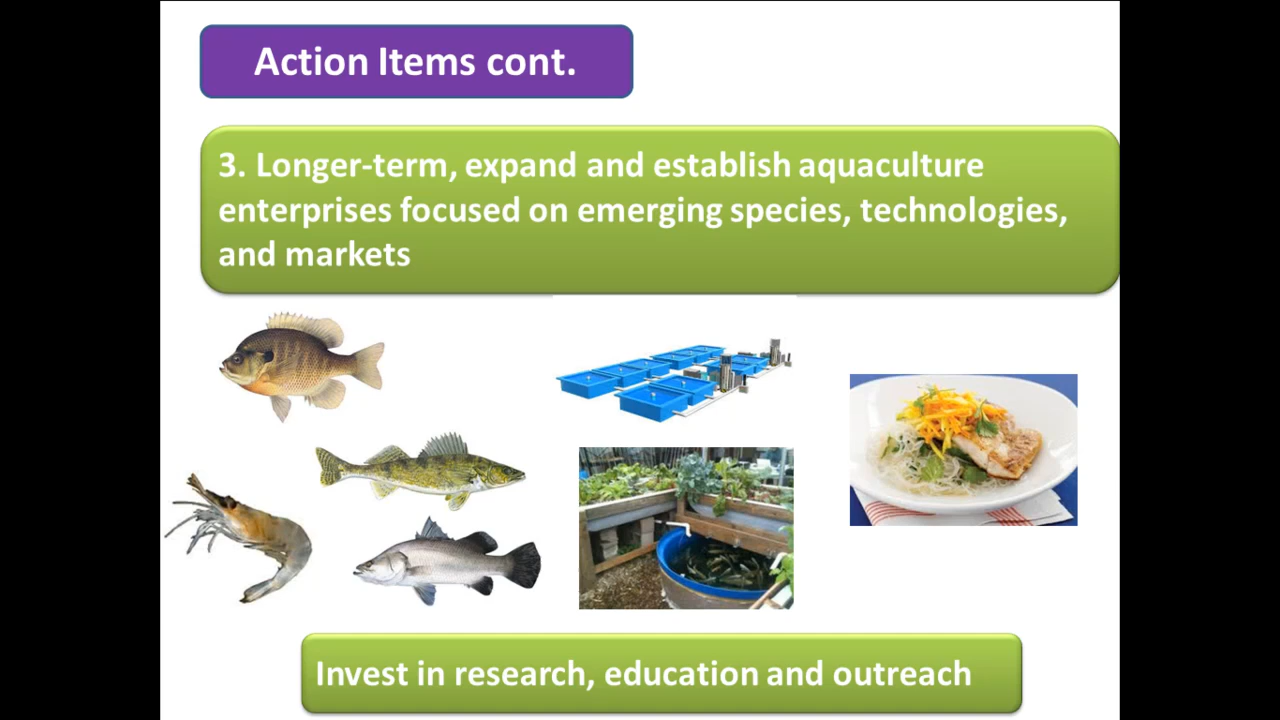 Action Items cont.
3. Longer-term, expand and establish aquaculture
enterprises focused on emerging species, technologies,
and markets
Invest in research, education and outreach